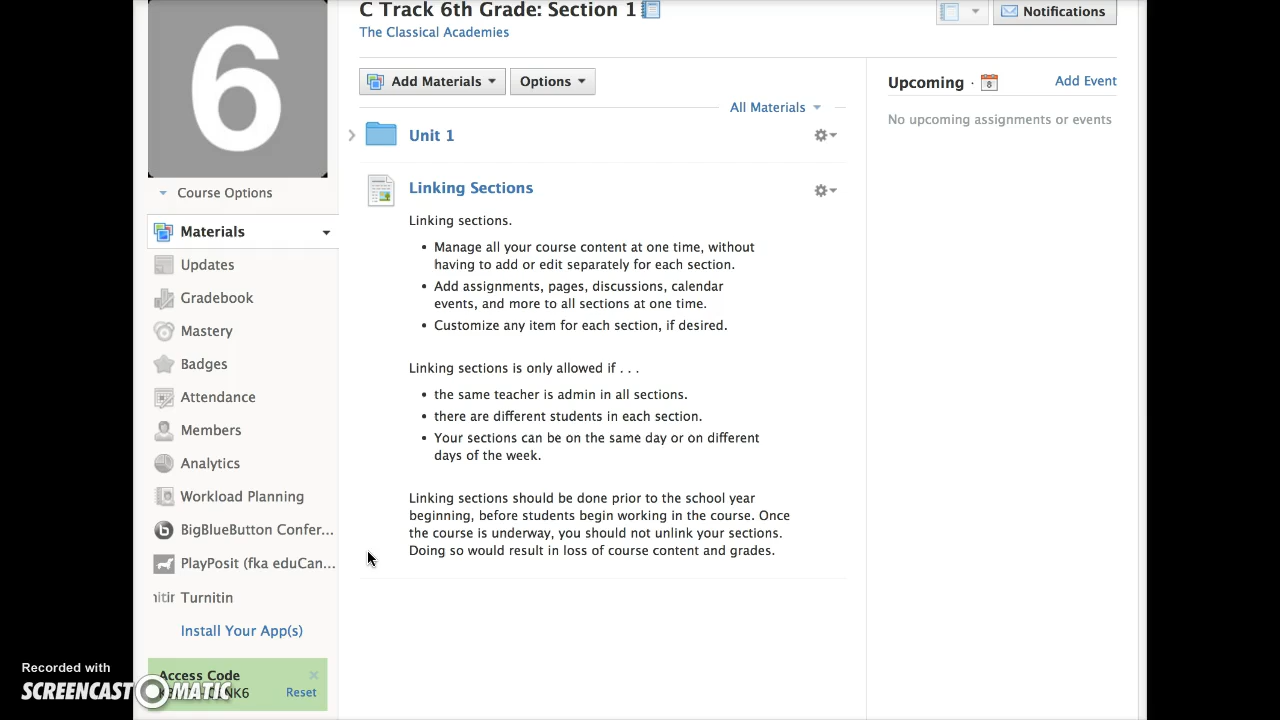 6
C Track 6th Grade: Section 1
The Classical Academies
Notifications
Add Materials
Options
All Materials
Upcoming · 8
Add Event
No upcoming assignments or events
Unit 1
Course Options
Linking Sections
Linking sections.
Manage all your course content at one time, without
having to add or edit separately for each section.
Add assignments, pages, discussions, calendar
events, and more to all sections at one time.
Customize any item for each section, if desired.
Linking sections is only allowed if . . .
the same teacher is admin in all sections.
there are different students in each section.
Your sections can be on the same day or on different
days of the week.
Linking sections should be done prior to the school year
beginning, before students begin working in the course. Once
the course is underway, you should not unlink your sections.
Doing so would result in loss of course content and grades.
Materials
Updates
Gradebook
Mastery
Badges
Attendance
Members
Analytics
Workload Planning
BigBlueButton Confer...
PlayPosit (fka eduCan...
nitin Turnitin
Install Your App(s)
Access Code
Reset
Recorded with
SCREENCAST-O-MATIC